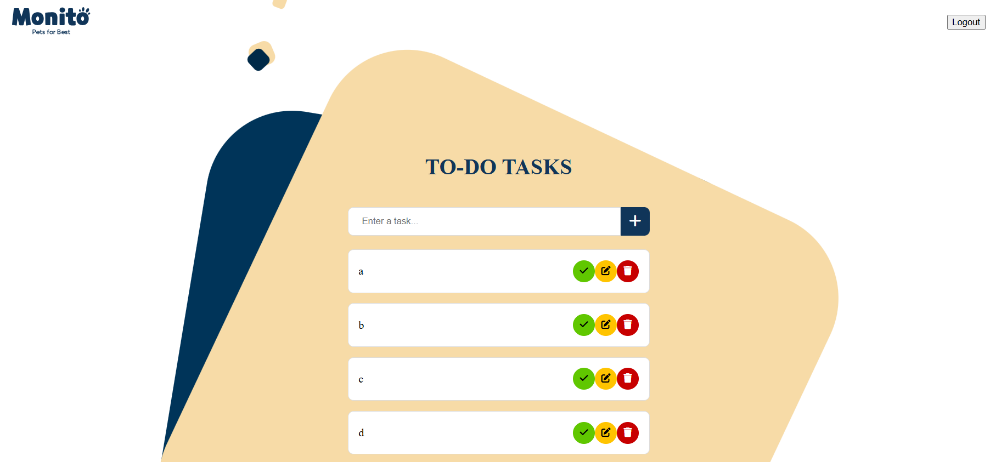 Monito
Pets for Best
Logout
TO-DO TASKS
Enter a task...
a
b
c
d